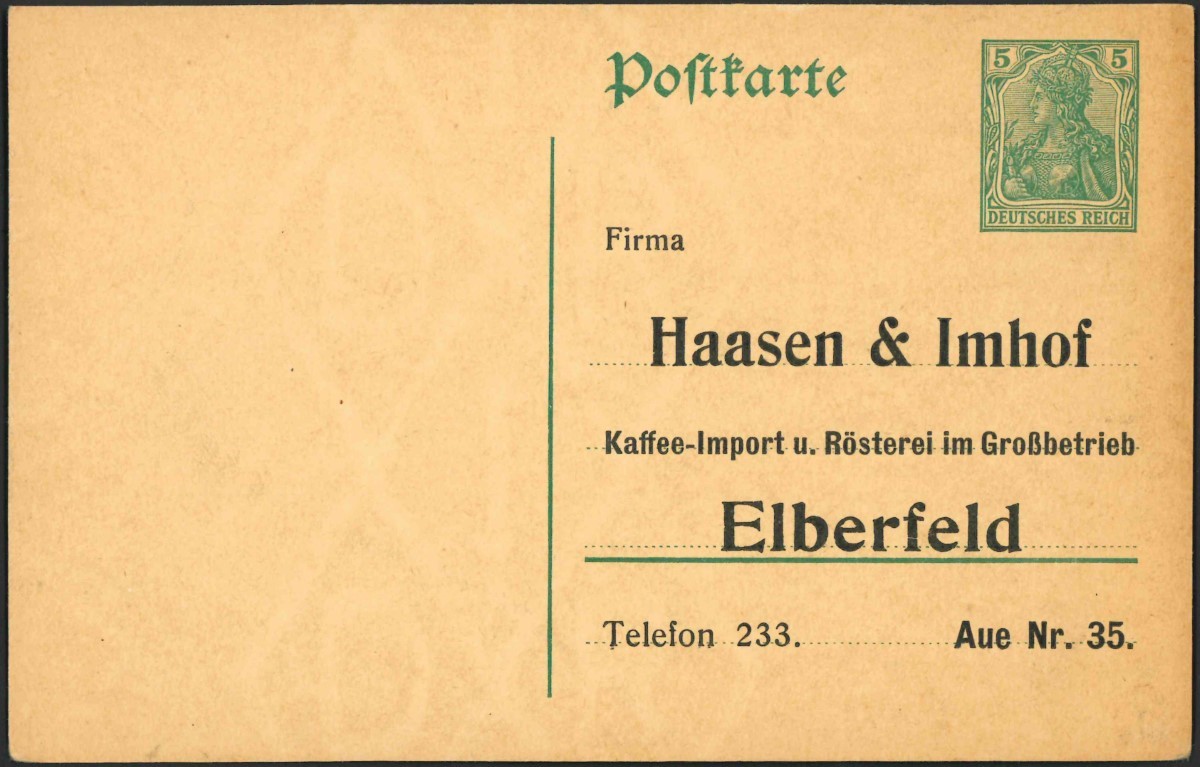 Poſtkarte
5 5
DEUTSCHES REICH
Firma
Haasen & Imhof
Kaffee-Import u. Rösterei im Großbetrieb
Elberfeld
Telefon 233. Aue Nr. 35.